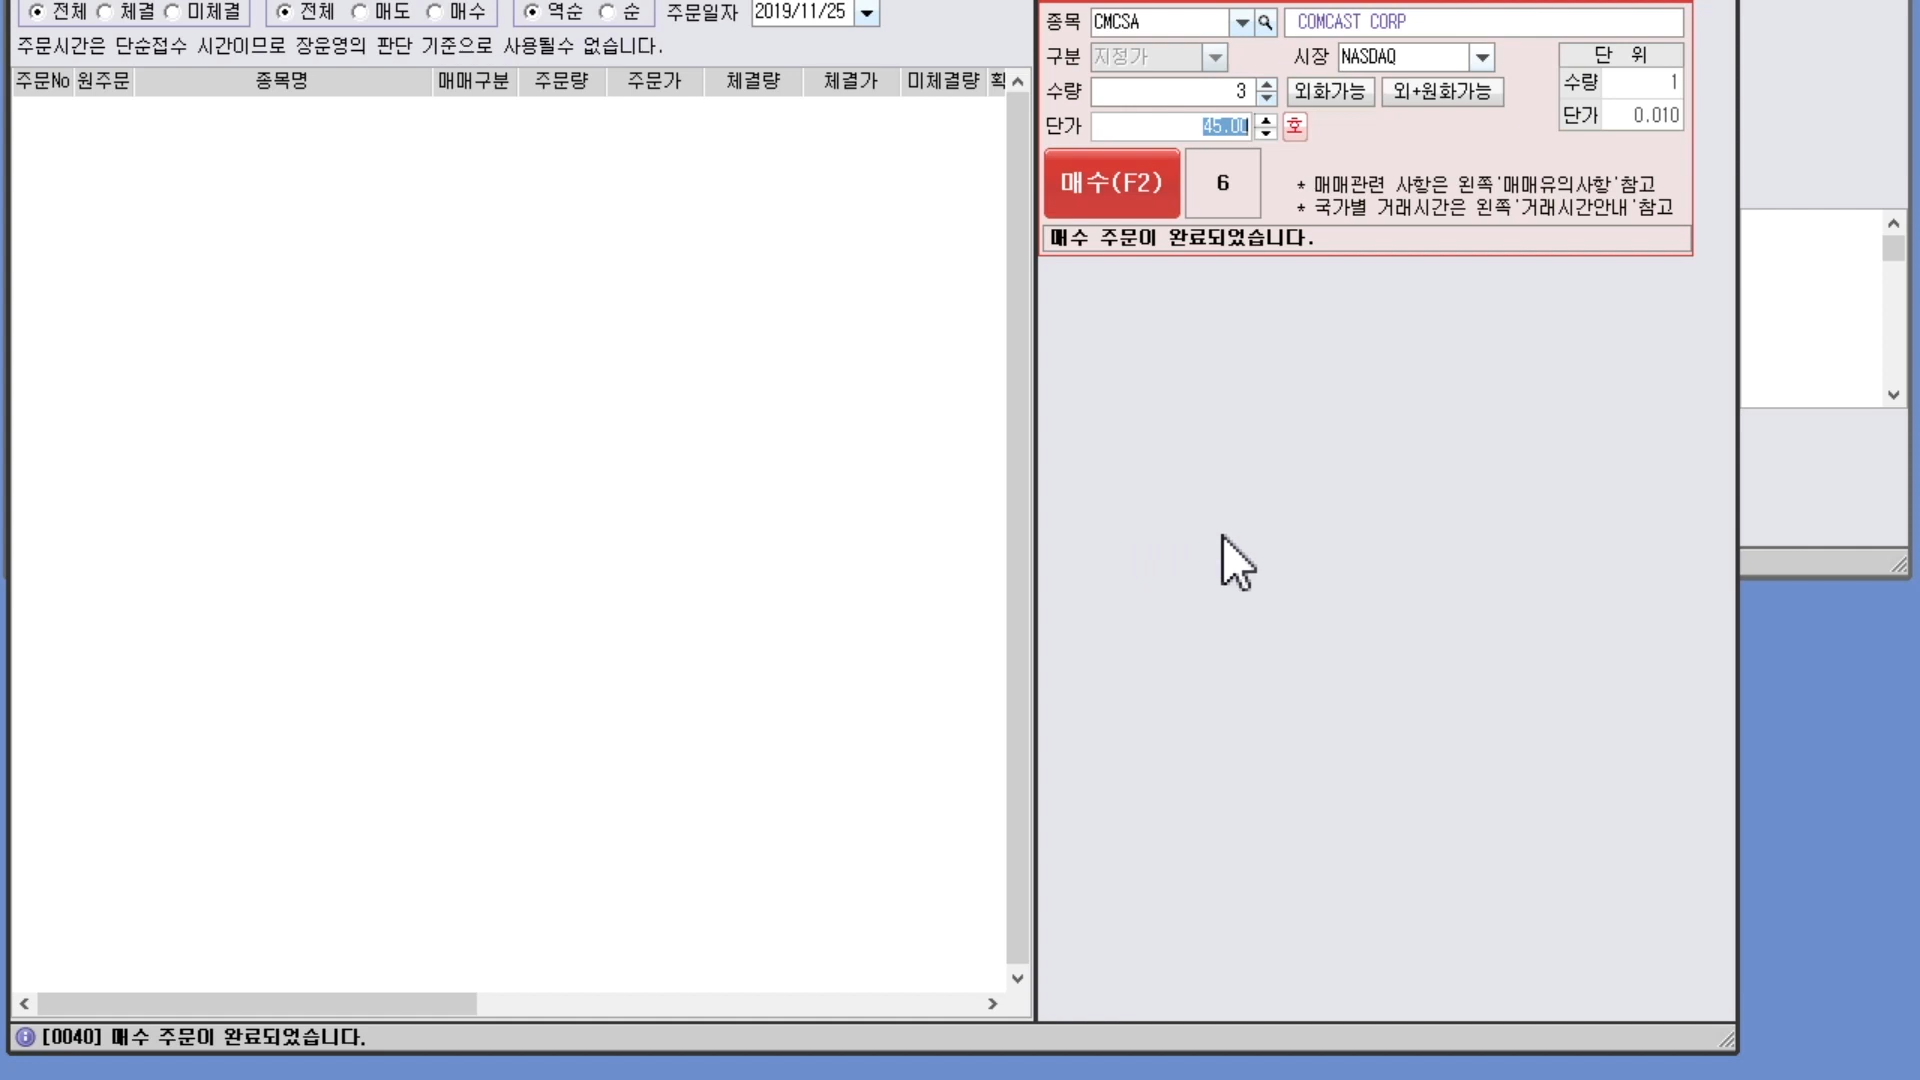 전체 체결 미체결 전체 매도 매수 역순 순 주문일자 2019/11/25
주문시간은 단순접수 시간이므로 장운영의 판단 기준으로 사용될수 없습니다.
주문No 원주문 종목명 매매구분 주문량 주문가 체결량 체결가 미체결량
종목 CMCSA COMCAST CORP
구분 지정가 시장 NASDAQ
수량 3 외화가능 외+원화가능
단가 45.00 호
단 위
수량 1
단가 0.010
매수(F2) 6
* 매매관련 사항은 왼쪽'매매유의사항'참고
* 국가별 거래시간은 왼쪽'거래시간안내'참고
매수 주문이 완료되었습니다.
[0040] 매수 주문이 완료되었습니다.